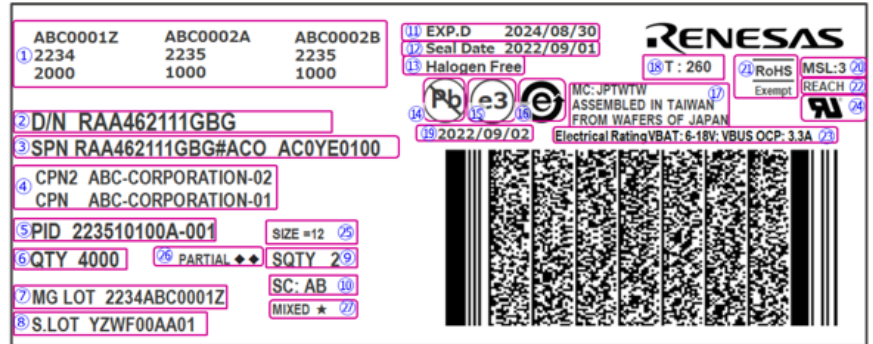 ABC0001Z ABC0002A ABC0002B
① 2234 2235 2235
2000 1000 1000
② D/N RAA462111GBG
③ SPN RAA462111GBG#ACO AC0YE0100
④ CPN2 ABC-CORPORATION-02
CPN ABC-CORPORATION-01
⑤ PID 223510100A-001
SIZE =12 ㉕
⑥ QTY 4000
㉖ PARTIAL ◆◆
SQTY 2 ⑨
SC: AB ⑩
⑦ MG LOT 2234ABC0001Z
MIXED ★ ㉗
⑧ S.LOT YZWF00AA01
⑪ EXP.D 2024/08/30
⑫ Seal Date 2022/09/01
⑬ Halogen Free
RENESAS
⑱ T : 260
㉑ RoHS
Exempt
MSL:3 ⑳
REACH ㉒
㉔
⑭ Pb
⑮ e3
⑯ e
MC: JPTWTW ⑰
ASSEMBLED IN TAIWAN
FROM WAFERS OF JAPAN
⑲ 2022/09/02
Electrical Rating VBAT: 6-18V; VBUS OCP: 3.3A ㉓